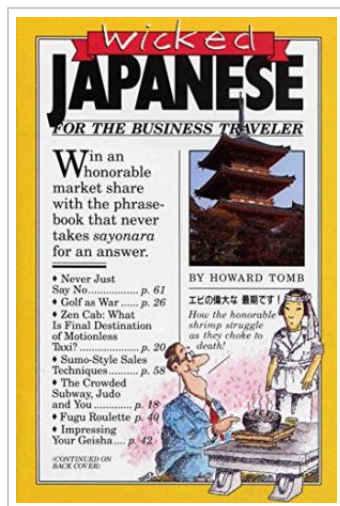 wicked
JAPANESE
FOR THE BUSINESS TRAVELER
Win an
honorable
market share
with the phrase-
book that never
takes sayonara
for an answer.
♦ Never Just
Say No................. p. 61
♦ Golf as War ...... p. 26
♦ Zen Cab: What
Is Final Destination
of Motionless
Taxi? .................... p. 20
♦ Sumo-Style Sales
Techniques ......... p. 58
♦ The Crowded
Subway, Judo
and You ............. p. 18
♦ Fugu Roulette p. 40
♦ Impressing
Your Geisha .... p. 42
(CONTINUED ON
BACK COVER)
BY HOWARD TOMB
エビの偉大な 最期です!
How the honorable
shrimp struggle
as they choke to
death!